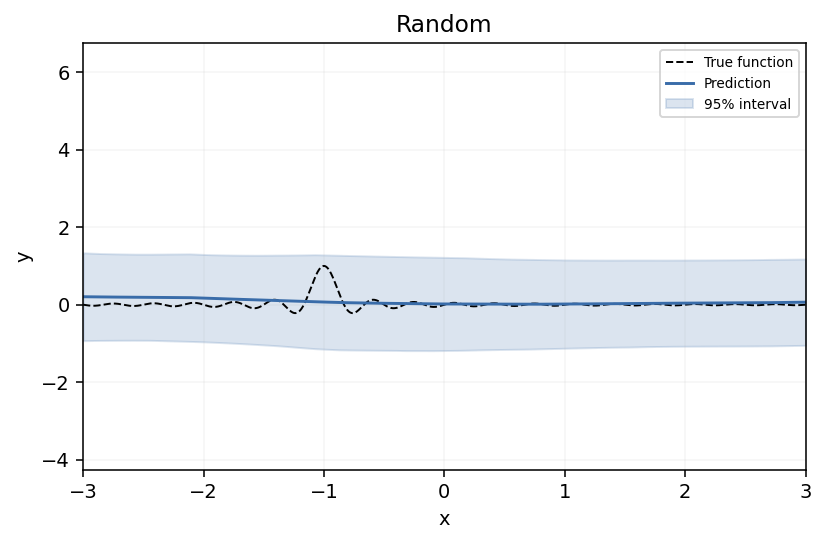 Random
True function
Prediction
95% interval
y
6
4
2
0
−2
−4
−3 −2 −1 0 1 2 3
x